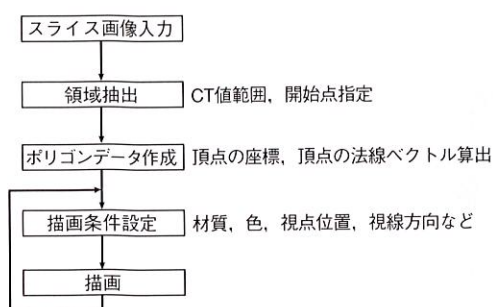 スライス画像入力
領域抽出 CT値範囲，開始点指定
ポリゴンデータ作成 頂点の座標，頂点の法線ベクトル算出
描画条件設定 材質，色，視点位置，視線方向など
描画